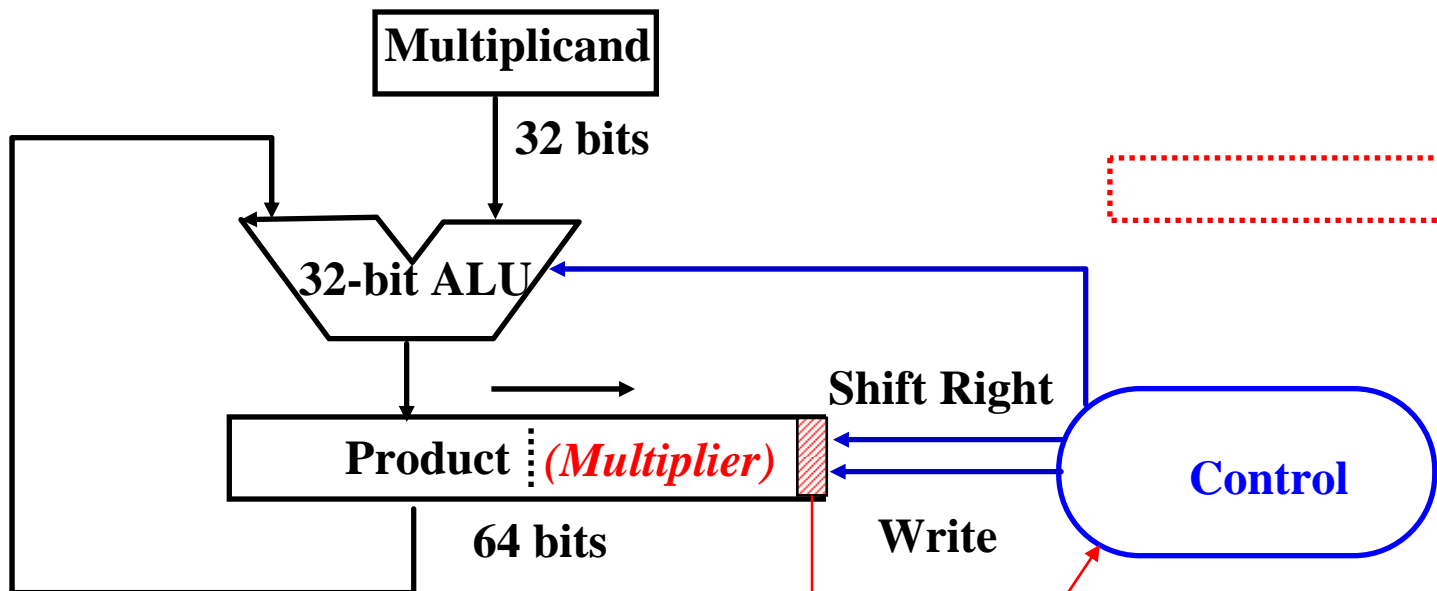 Multiplicand
32 bits
32-bit ALU
Shift Right
Product (Multiplier)
Control
64 bits
Write